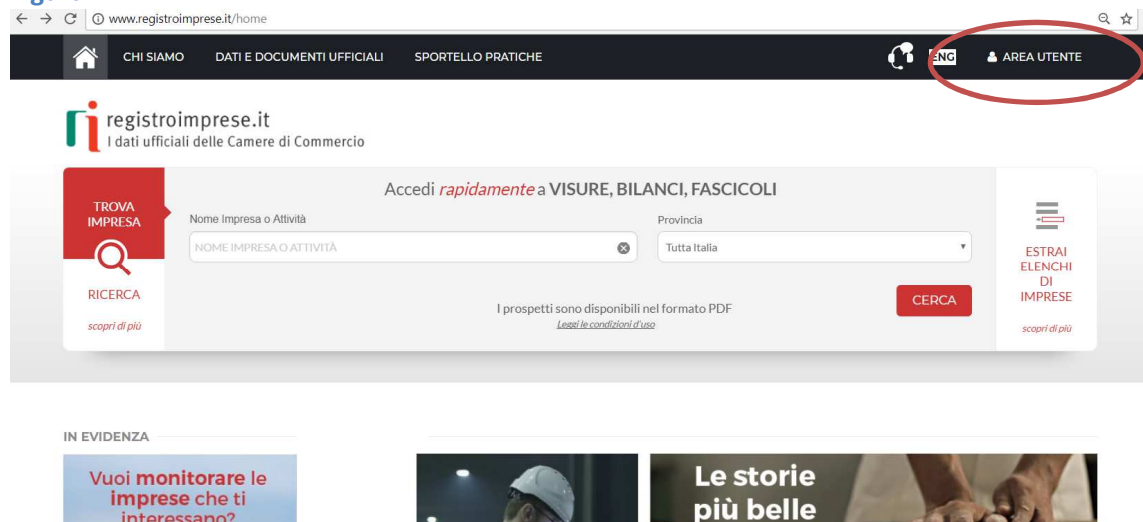 www.registroimprese.it/home
CHI SIAMO DATI E DOCUMENTI UFFICIALI SPORTELLO PRATICHE ENG AREA UTENTE
registroimprese.it
I dati ufficiali delle Camere di Commercio
TROVA
IMPRESA
RICERCA
scopri di più
Accedi rapidamente a VISURE, BILANCI, FASCICOLI
Nome Impresa o Attività
NOME IMPRESA O ATTIVITÀ
Provincia
Tutta Italia
CERCA
I prospetti sono disponibili nel formato PDF
Leggi le condizioni d'uso
ESTRAI
ELENCHI
DI
IMPRESE
scopri di più
IN EVIDENZA
Vuoi monitorare le
imprese che ti
interessano?
Le storie
più belle